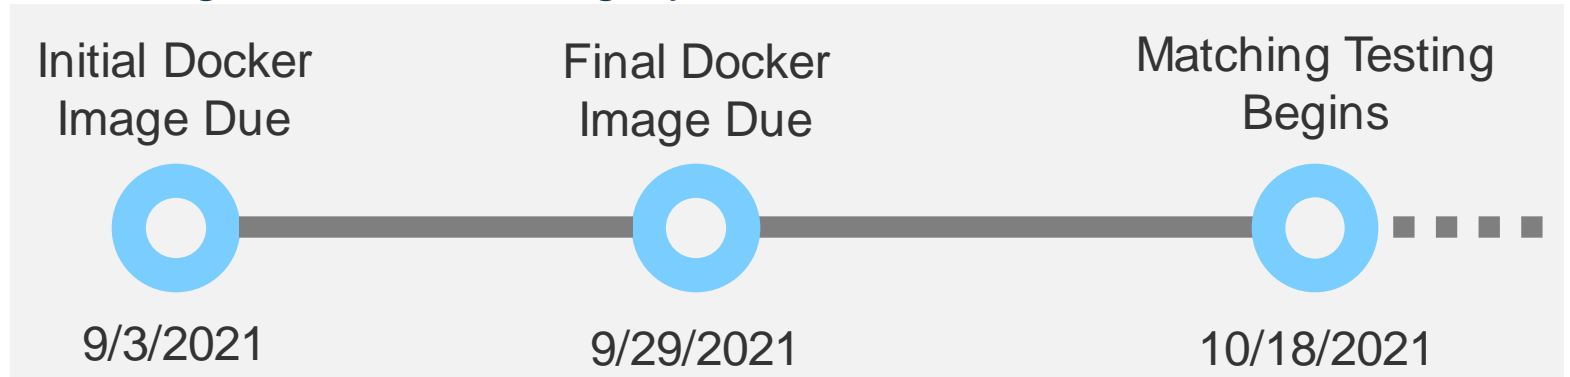 Initial Docker
Image Due
Final Docker
Image Due
Matching Testing
Begins
9/3/2021
9/29/2021
10/18/2021